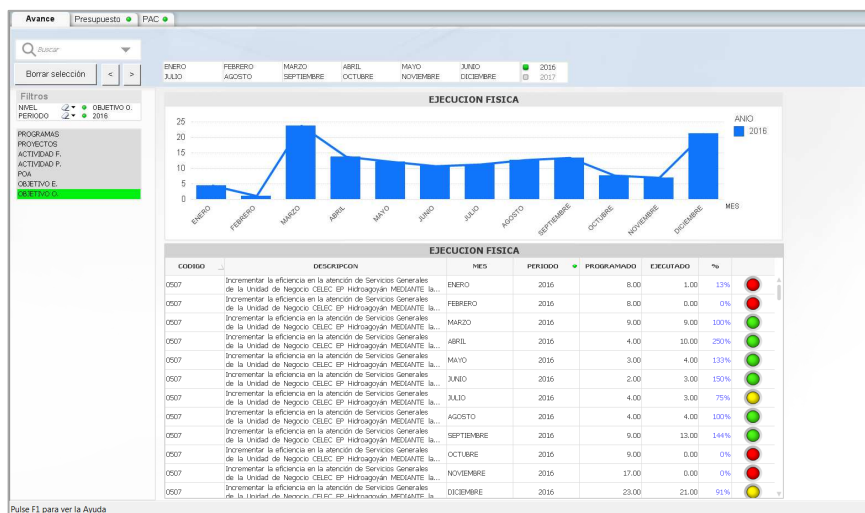 Avance Presupuesto PAC
Buscar
Borrar selección < >
ENERO FEBRERO MARZO ABRIL MAYO JUNIO 2016
JULIO AGOSTO SEPTIEMBRE OCTUBRE NOVIEMBRE DICIEMBRE 2017
Filtros
NIVEL OBJETIVO O.
PERIODO 2016
PROGRAMAS
PROYECTOS
ACTIVIDAD F.
ACTIVIDAD P.
POA
OBJETIVO E.
OBJETIVO O.
EJECUCION FISICA
25
20
15
10
5
0
ENERO FEBRERO MARZO ABRIL MAYO JUNIO JULIO AGOSTO SEPTIEMBRE OCTUBRE NOVIEMBRE DICIEMBRE
MES
ANIO
2016
EJECUCION FISICA
CODIGO DESCRIPCON MES PERIODO PROGRAMADO EJECUTADO %
0507 Incrementar la eficiencia en la atención de Servicios Generales ENERO 2016 8.00 1.00 13%
de la Unidad de Negocio CELEC EP Hidroagoyán MEDIANTE la...
0507 Incrementar la eficiencia en la atención de Servicios Generales FEBRERO 2016 8.00 0.00 0%
de la Unidad de Negocio CELEC EP Hidroagoyán MEDIANTE la...
0507 Incrementar la eficiencia en la atención de Servicios Generales MARZO 2016 9.00 9.00 100%
de la Unidad de Negocio CELEC EP Hidroagoyán MEDIANTE la...
0507 Incrementar la eficiencia en la atención de Servicios Generales ABRIL 2016 4.00 10.00 250%
de la Unidad de Negocio CELEC EP Hidroagoyán MEDIANTE la...
0507 Incrementar la eficiencia en la atención de Servicios Generales MAYO 2016 3.00 4.00 133%
de la Unidad de Negocio CELEC EP Hidroagoyán MEDIANTE la...
0507 Incrementar la eficiencia en la atención de Servicios Generales JUNIO 2016 2.00 3.00 150%
de la Unidad de Negocio CELEC EP Hidroagoyán MEDIANTE la...
0507 Incrementar la eficiencia en la atención de Servicios Generales JULIO 2016 4.00 3.00 75%
de la Unidad de Negocio CELEC EP Hidroagoyán MEDIANTE la...
0507 Incrementar la eficiencia en la atención de Servicios Generales AGOSTO 2016 4.00 4.00 100%
de la Unidad de Negocio CELEC EP Hidroagoyán MEDIANTE la...
0507 Incrementar la eficiencia en la atención de Servicios Generales SEPTIEMBRE 2016 9.00 13.00 144%
de la Unidad de Negocio CELEC EP Hidroagoyán MEDIANTE la...
0507 Incrementar la eficiencia en la atención de Servicios Generales OCTUBRE 2016 9.00 0.00 0%
de la Unidad de Negocio CELEC EP Hidroagoyán MEDIANTE la...
0507 Incrementar la eficiencia en la atención de Servicios Generales NOVIEMBRE 2016 17.00 0.00 0%
de la Unidad de Negocio CELEC EP Hidroagoyán MEDIANTE la...
0507 Incrementar la eficiencia en la atención de Servicios Generales DICIEMBRE 2016 23.00 21.00 91%
de la Unidad de Negocio CELEC EP Hidroagoyán MEDIANTE la
Pulse F1 para ver la Ayuda